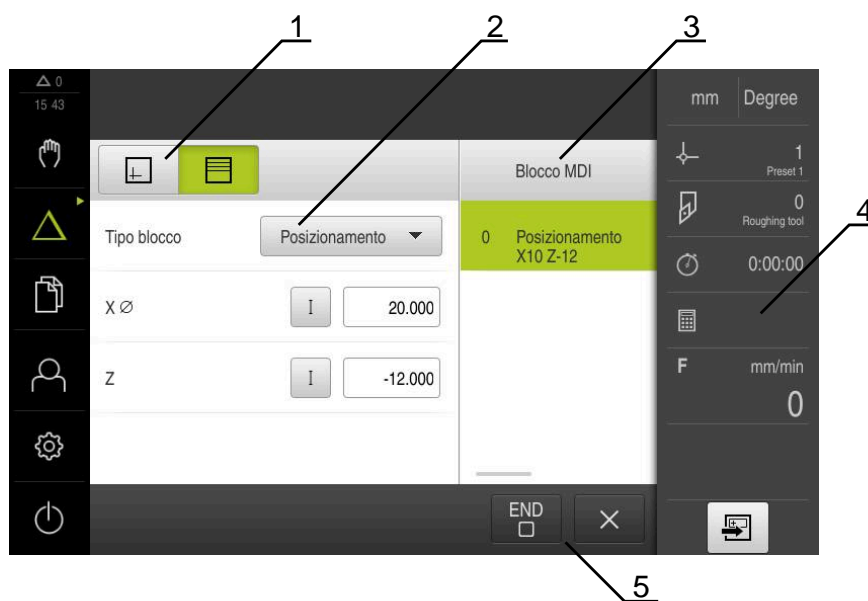 1
2
3
0
15 43
mm
Degree
Blocco MDI
1
Preset 1
Tipo blocco
Posizionamento
0 Posizionamento
X10 Z-12
0
Roughing tool
4
0:00:00
X Ø
I
20.000
Z
I
-12.000
F
mm/min
0
END
5